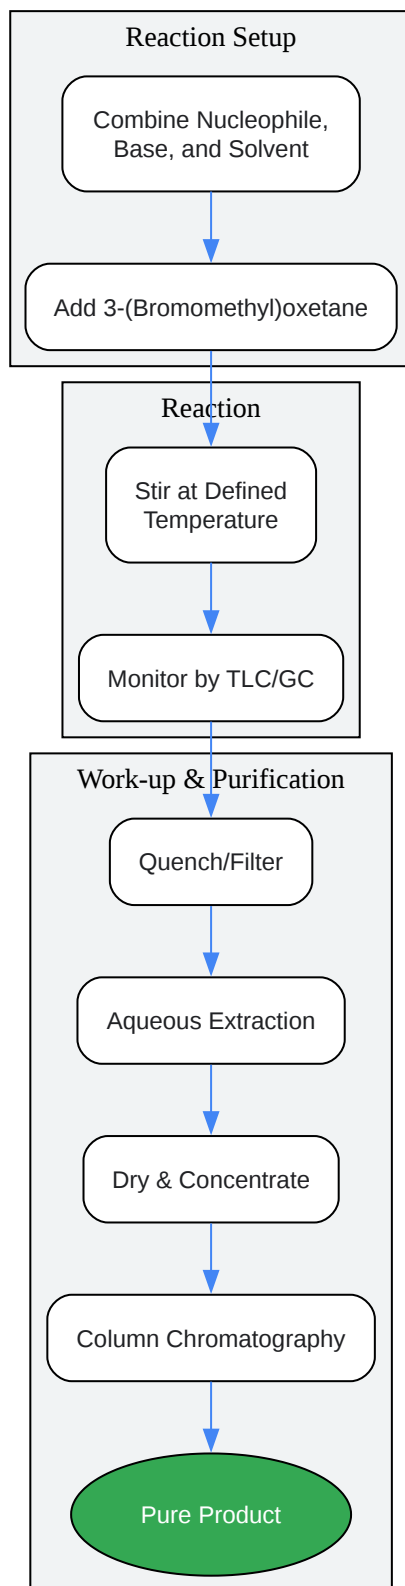 Reaction Setup
Combine Nucleophile,
Base, and Solvent
Add 3-(Bromomethyl)oxetane
Reaction
Stir at Defined
Temperature
Monitor by TLC/GC
Work-up & Purification
Quench/Filter
Aqueous Extraction
Dry & Concentrate
Column Chromatography
Pure Product